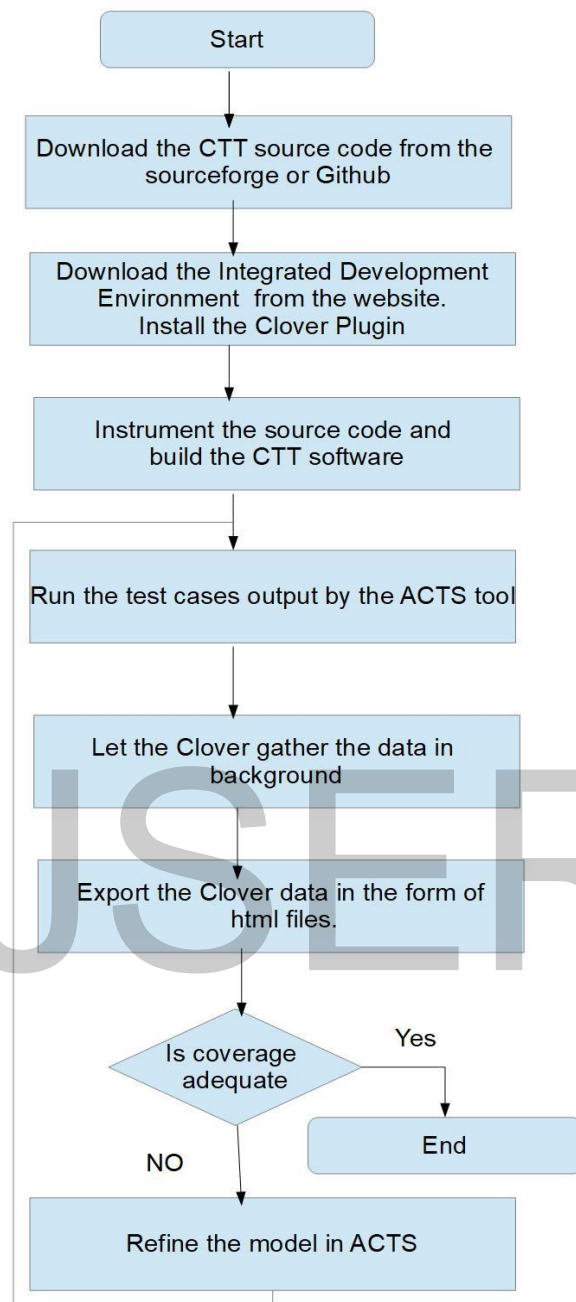 Start
Download the CTT source code from the
sourceforge or Github
Download the Integrated Development
Environment from the website.
Install the Clover Plugin
Instrument the source code and
build the CTT software
Run the test cases output by the ACTS tool
Let the Clover gather the data in
background
Export the Clover data in the form of
html files.
Is coverage
adequate
Yes
End
NO
Refine the model in ACTS